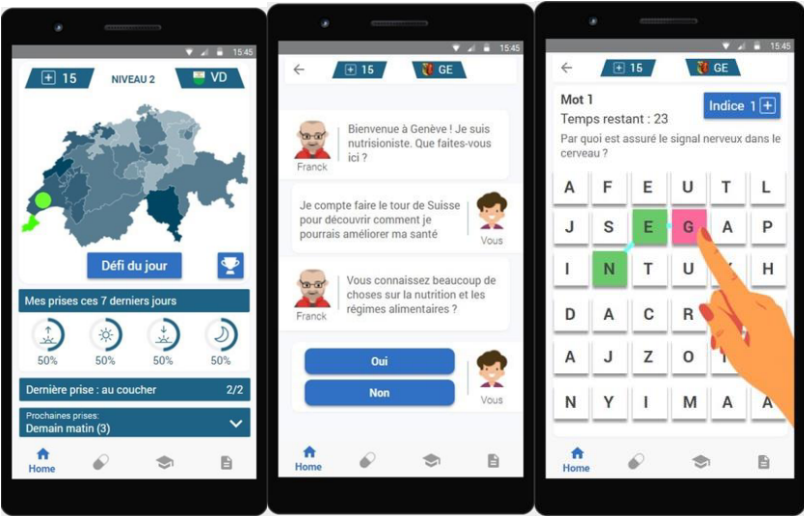 15:45
15
NIVEAU 2
VD
Défi du jour
Mes prises ces 7 derniers jours
50%
50%
50%
50%
Dernière prise : au coucher
2/2
Prochaines prises:
Demain matin (3)
Home
15:45
15
GE
Bienvenue à Genève ! Je suis
nutrisioniste. Que faites-vous
ici ?
Franck
Je compte faire le tour de Suisse
pour découvrir comment je
pourrais améliorer ma santé
Vous
Vous connaissez beaucoup de
choses sur la nutrition et les
régimes alimentaires ?
Franck
Oui
Non
Vous
Home
15:45
15
GE
Mot 1
Indice 1
Temps restant : 23
Par quoi est assuré le signal nerveux dans le
cerveau ?
A F E U T L
J S E G A P
I N T U H
D A C R
A J Z O
N Y I M A A
Home